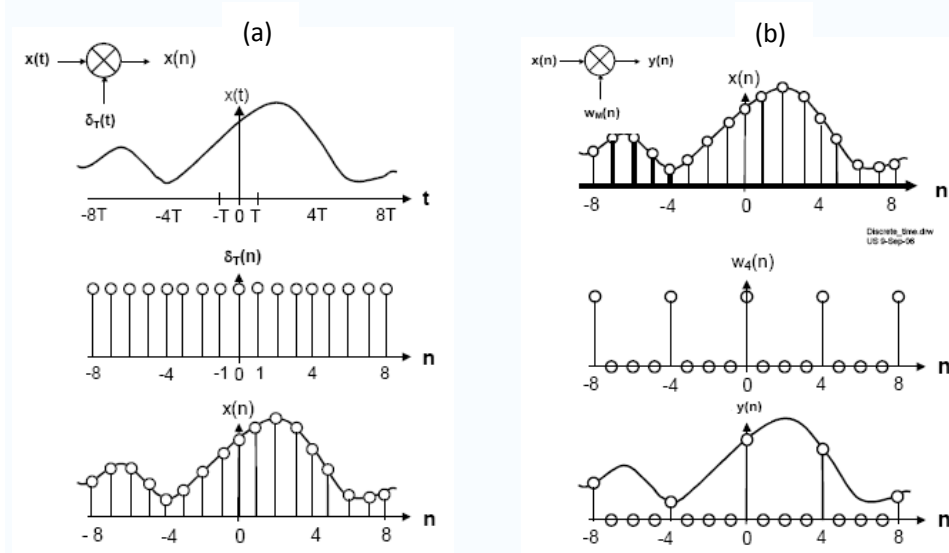 (a)
x(t) x(n)
δT(t)
x(t)
-8T -4T -T 0 T 4T 8T t
δT(n)
-8 -4 -1 0 1 4 8 n
x(n)
-8 -4 0 4 8 n
(b)
x(n) y(n)
wM(n)
x(n)
-8 -4 0 4 8 n
Discrete_time.drw
US 9-Sep-06
w4(n)
-8 -4 0 4 8 n
y(n)
-8 -4 0 4 8 n